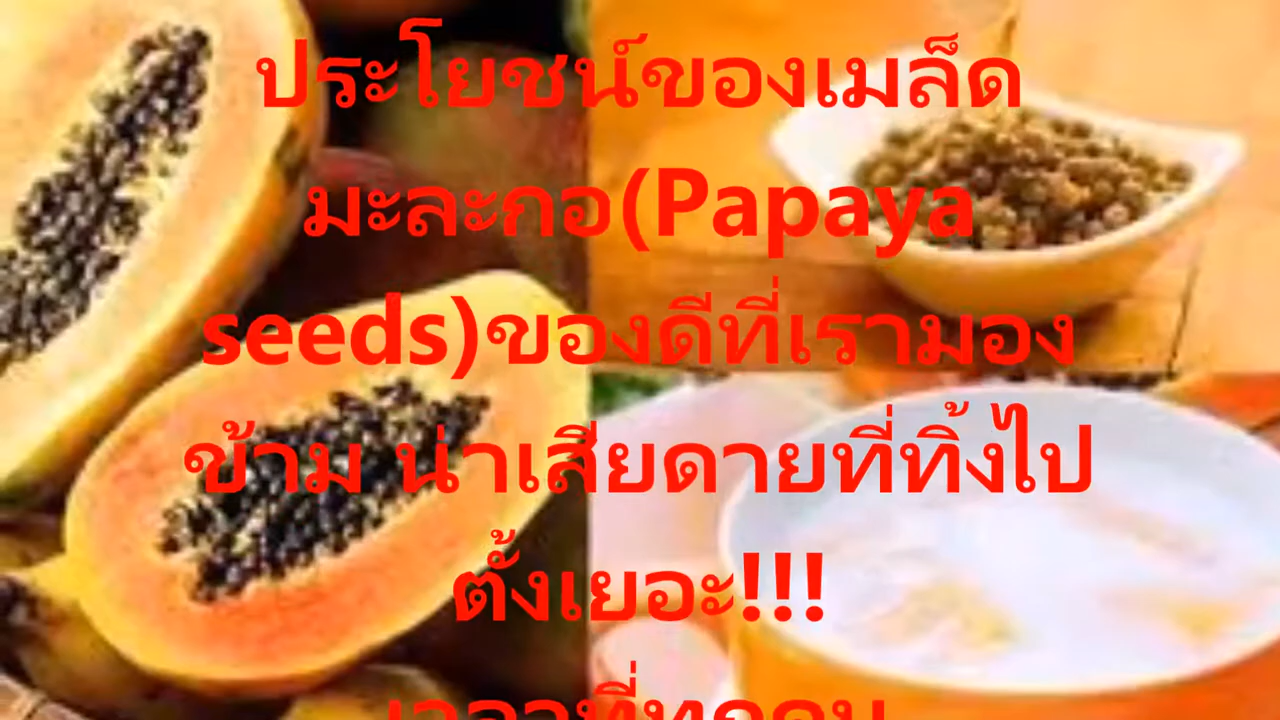 ประโยชน์ของเมล็ด
มะละกอ(Papaya
seeds)ของดีที่เรามอง
ข้าม น่าเสียดายที่ทิ้งไป
ตั้งเยอะ!!!